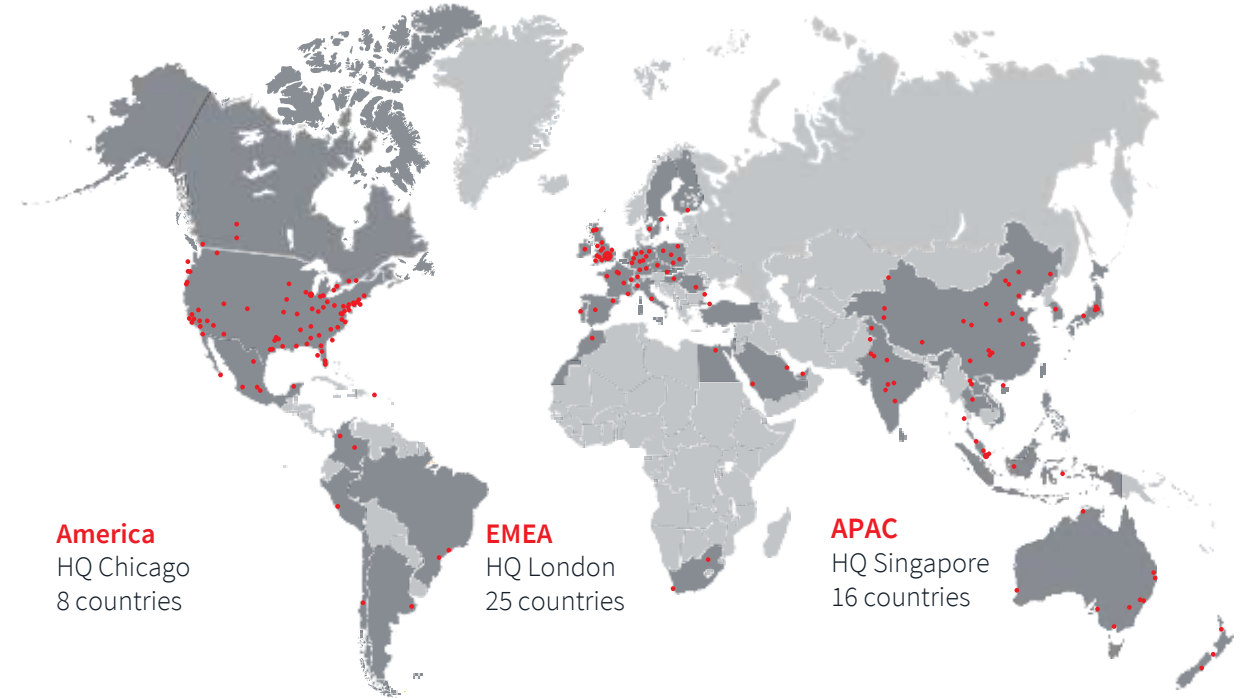 America
HQ Chicago
8 countries
EMEA
HQ London
25 countries
APAC
HQ Singapore
16 countries